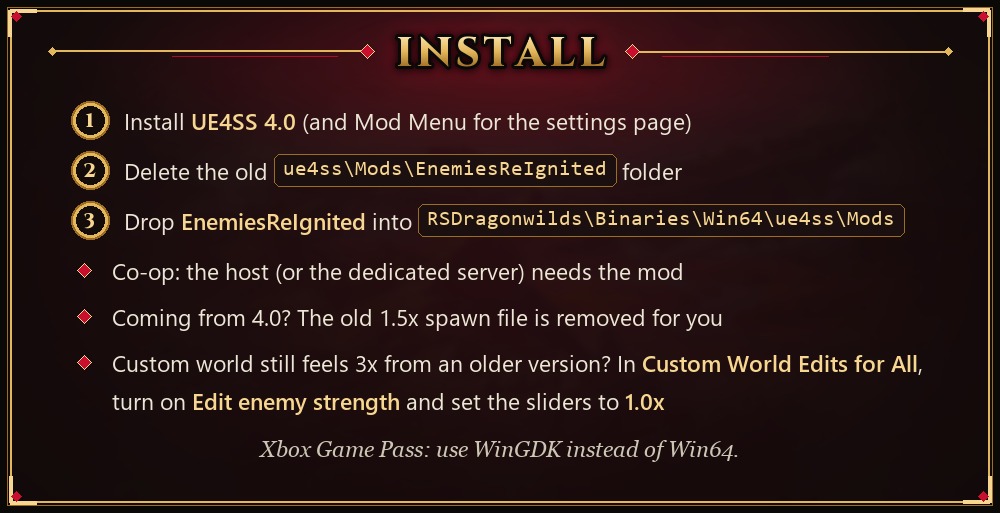 INSTALL
1 Install UE4SS 4.0 (and Mod Menu for the settings page)
2 Delete the old ue4ss\Mods\EnemiesReIgnited folder
3 Drop EnemiesReIgnited into RSDragonwilds\Binaries\Win64\ue4ss\Mods
Co-op: the host (or the dedicated server) needs the mod
Coming from 4.0? The old 1.5x spawn file is removed for you
Custom world still feels 3x from an older version? In Custom World Edits for All,
turn on Edit enemy strength and set the sliders to 1.0x
Xbox Game Pass: use WinGDK instead of Win64.